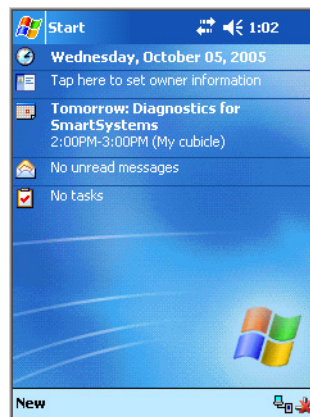 Start 1:02
Wednesday, October 05, 2005
Tap here to set owner information
Tomorrow: Diagnostics for
SmartSystems
2:00PM-3:00PM (My cubicle)
No unread messages
No tasks
New